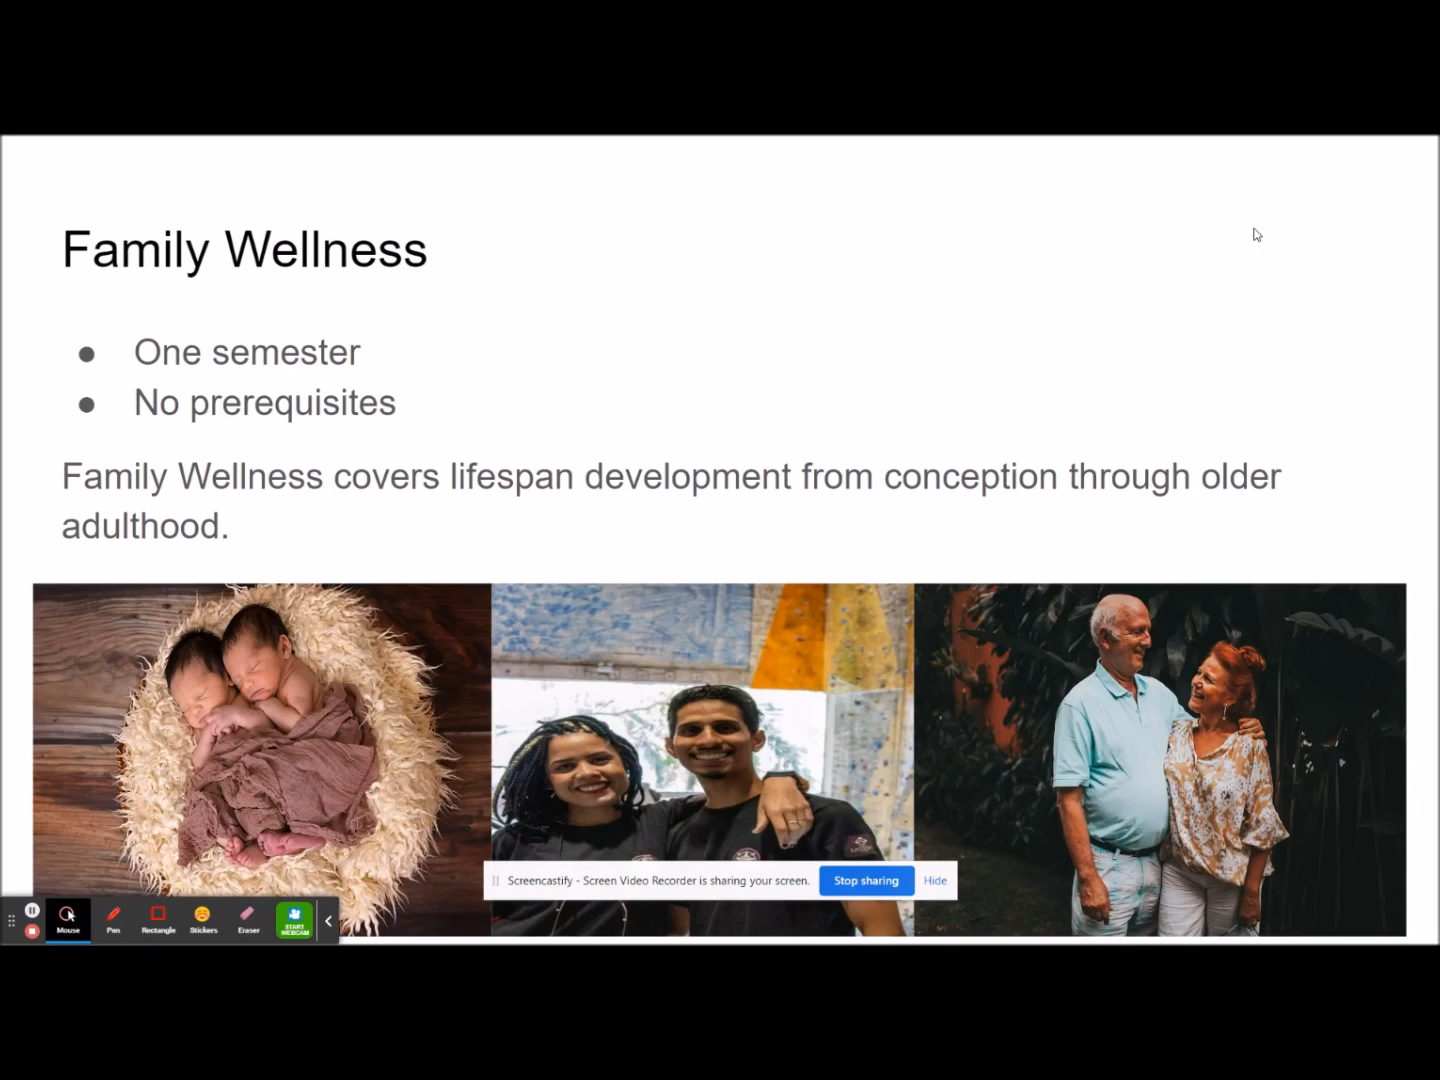 Family Wellness
● One semester
● No prerequisites
Family Wellness covers lifespan development from conception through older
adulthood.
Screencastify - Screen Video Recorder is sharing your screen. Stop sharing Hide
Mouse Pen Rectangle Stickers Eraser START
WEBCAM